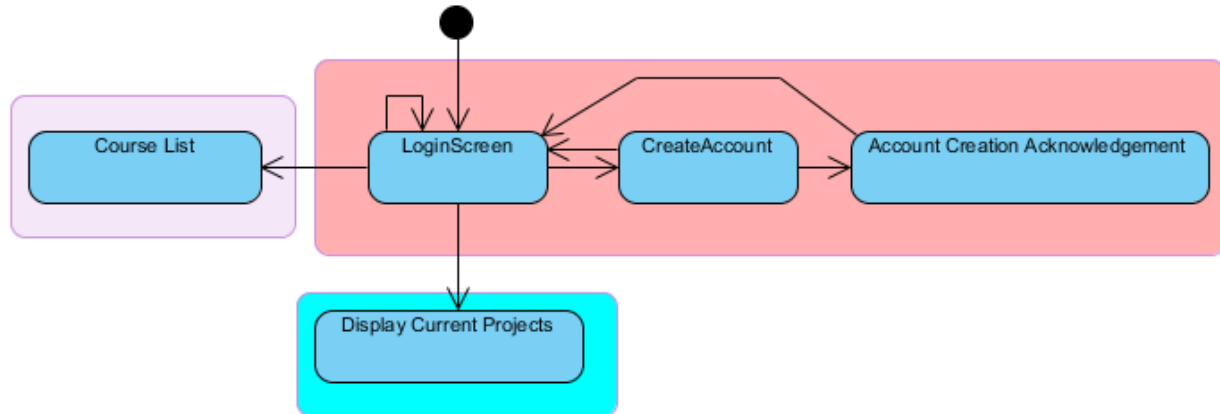 Course List
LoginScreen
CreateAccount
Account Creation Acknowledgement
Display Current Projects